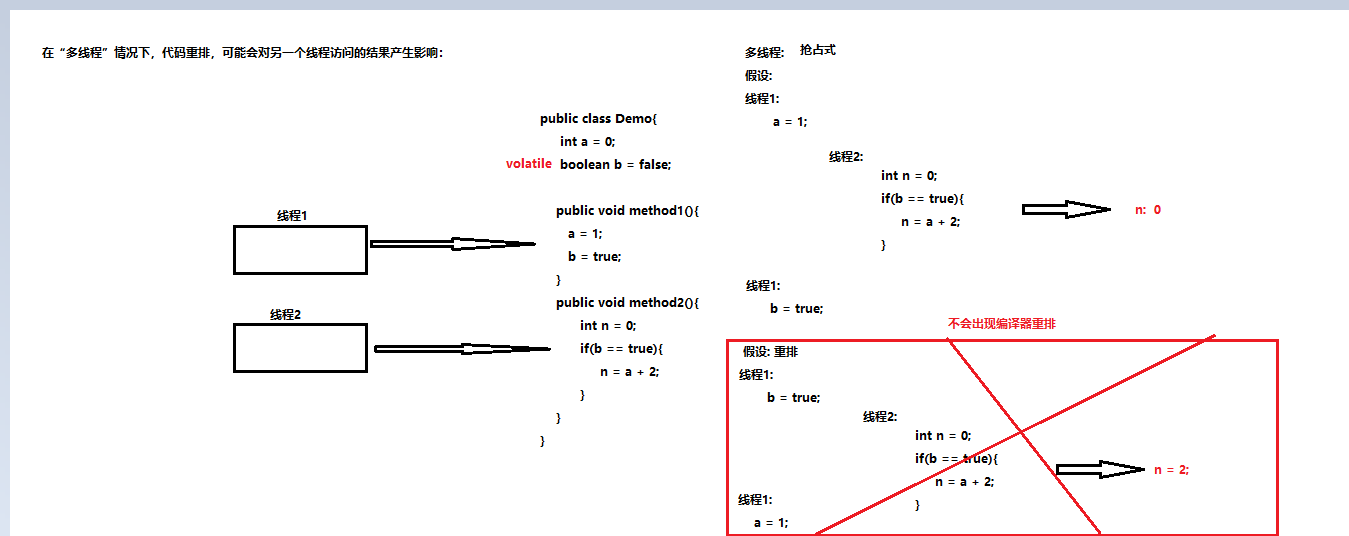 在“多线程”情况下，代码重排，可能会对另一个线程访问的结果产生影响：
public class Demo{
int a = 0;
volatile boolean b = false;
线程1
public void method1(){
a = 1;
b = true;
}
线程2
public void method2(){
int n = 0;
if(b == true){
n = a + 2;
}
}
}
多线程： 抢占式
假设：
线程1：
a = 1;
线程2：
int n = 0;
if(b == true){
n = a + 2;
}
n: 0
线程1：
b = true;
不会出现编译器重排
假设: 重排
线程1：
b = true;
线程2：
int n = 0;
if(b == true){
n = a + 2;
}
n = 2;
线程1：
a = 1;